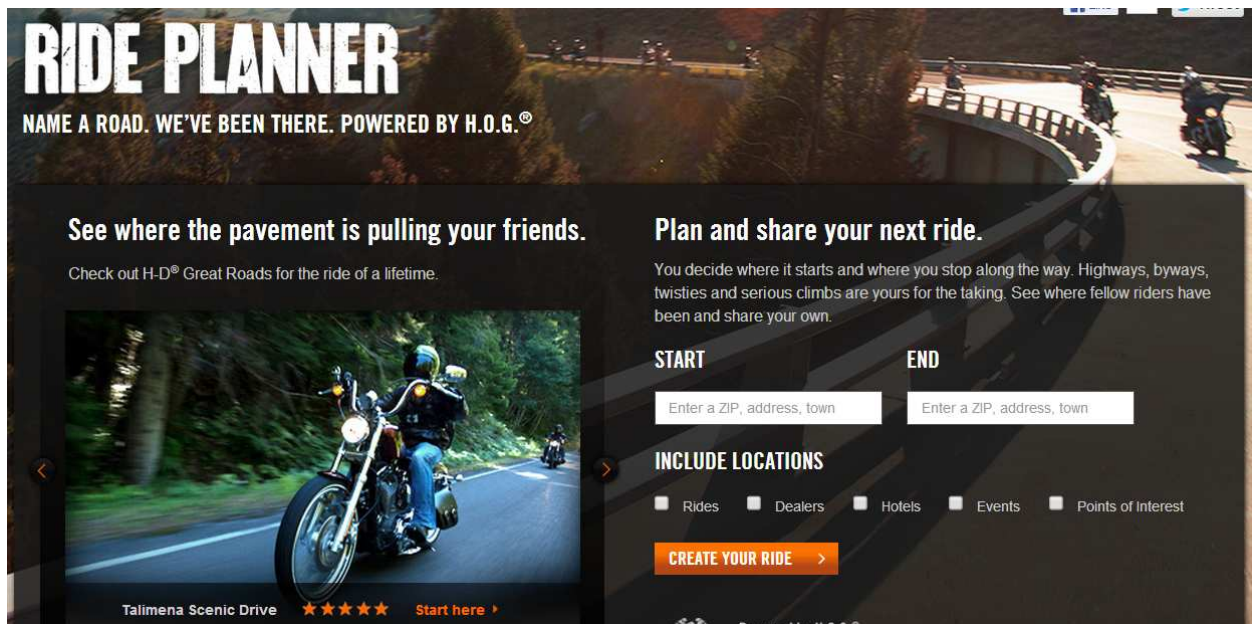 RIDE PLANNER
NAME A ROAD. WE'VE BEEN THERE. POWERED BY H.O.G.®
See where the pavement is pulling your friends.
Check out H-D® Great Roads for the ride of a lifetime.
Talimena Scenic Drive
Start here
Plan and share your next ride.
You decide where it starts and where you stop along the way. Highways, byways,
twisties and serious climbs are yours for the taking. See where fellow riders have
been and share your own.
START
END
Enter a ZIP, address, town
Enter a ZIP, address, town
INCLUDE LOCATIONS
Rides Dealers Hotels Events Points of Interest
CREATE YOUR RIDE